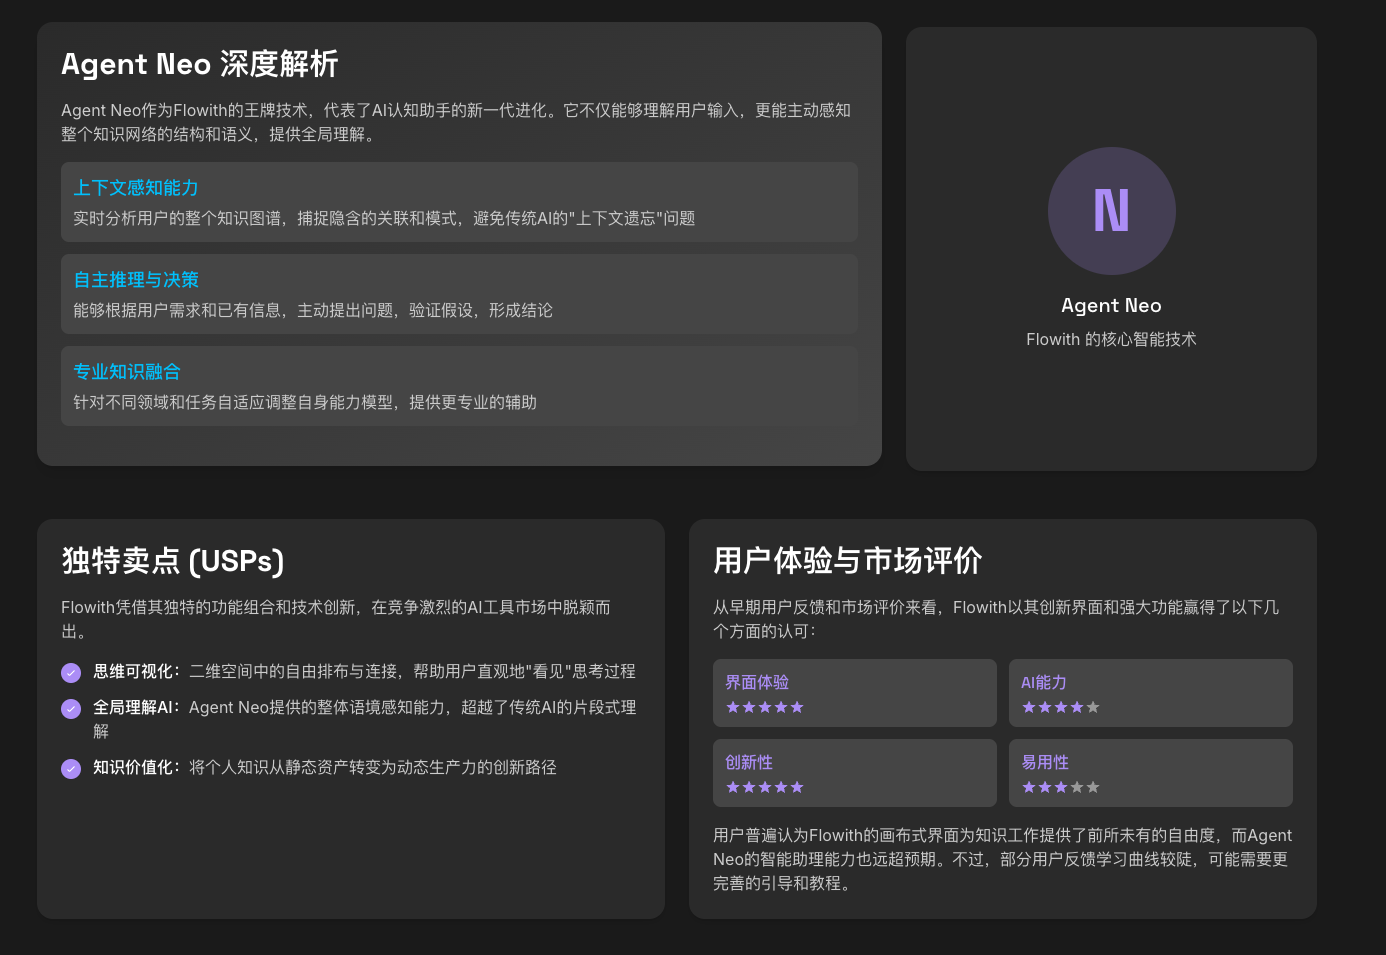 Agent Neo 深度解析
Agent Neo作为Flowith的王牌技术，代表了AI认知助手的新一代进化。它不仅能够理解用户输入，更能主动感知
整个知识网络的结构和语义，提供全局理解。
上下文感知能力
实时分析用户的整个知识图谱，捕捉隐含的关联和模式，避免传统AI的"上下文遗忘"问题
自主推理与决策
能够根据用户需求和已有信息，主动提出问题，验证假设，形成结论
专业知识融合
针对不同领域和任务自适应调整自身能力模型，提供更专业的辅助
N
Agent Neo
Flowith 的核心智能技术
独特卖点 (USPs)
Flowith凭借其独特的功能组合和技术创新，在竞争激烈的AI工具市场中脱颖而
出。
思维可视化：二维空间中的自由排布与连接，帮助用户直观地"看见"思考过程
全局理解AI：Agent Neo提供的整体语境感知能力，超越了传统AI的片段式理
解
知识价值化：将个人知识从静态资产转变为动态生产力的创新路径
用户体验与市场评价
从早期用户反馈和市场评价来看，Flowith以其创新界面和强大功能赢得了以下几
个方面的认可：
界面体验
AI能力
创新性
易用性
用户普遍认为Flowith的画布式界面为知识工作提供了前所未有的自由度，而Agent
Neo的智能助理能力也远超预期。不过，部分用户反馈学习曲线较陡，可能需要更
完善的引导和教程。